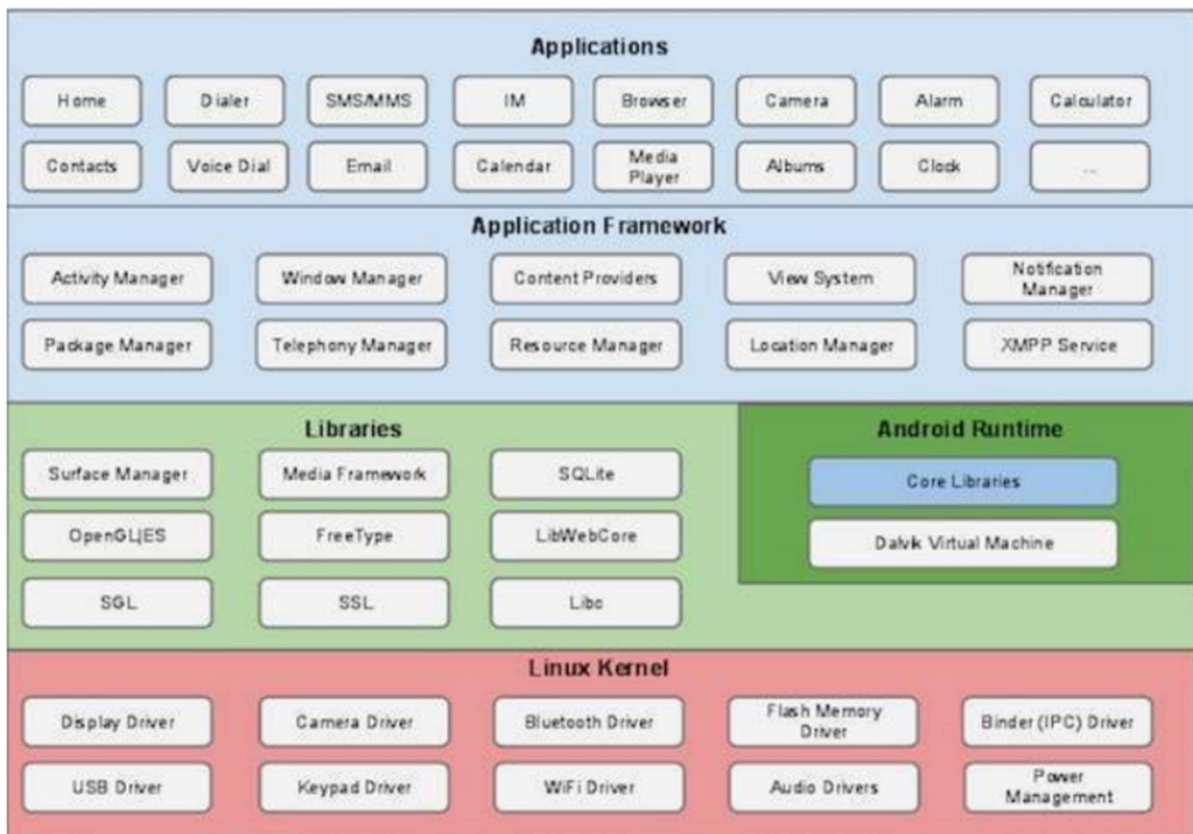 Applications
Home
Dialer
SMS/MMS
IM
Browser
Camera
Alarm
Calculator
Contacts
Voice Dial
Email
Calendar
Media
Player
Albums
Clock
...
Application Framework
Activity Manager
Window Manager
Content Providers
View System
Notification
Manager
Package Manager
Telephony Manager
Resource Manager
Location Manager
XMPP Service
Libraries
Surface Manager
Media Framework
SQLite
OpenGL|ES
FreeType
LibWebCore
SGL
SSL
Libc
Android Runtime
Core Libraries
Dalvik Virtual Machine
Linux Kernel
Display Driver
Camera Driver
Bluetooth Driver
Flash Memory
Driver
Binder (IPC) Driver
USB Driver
Keypad Driver
WiFi Driver
Audio Drivers
Power
Management